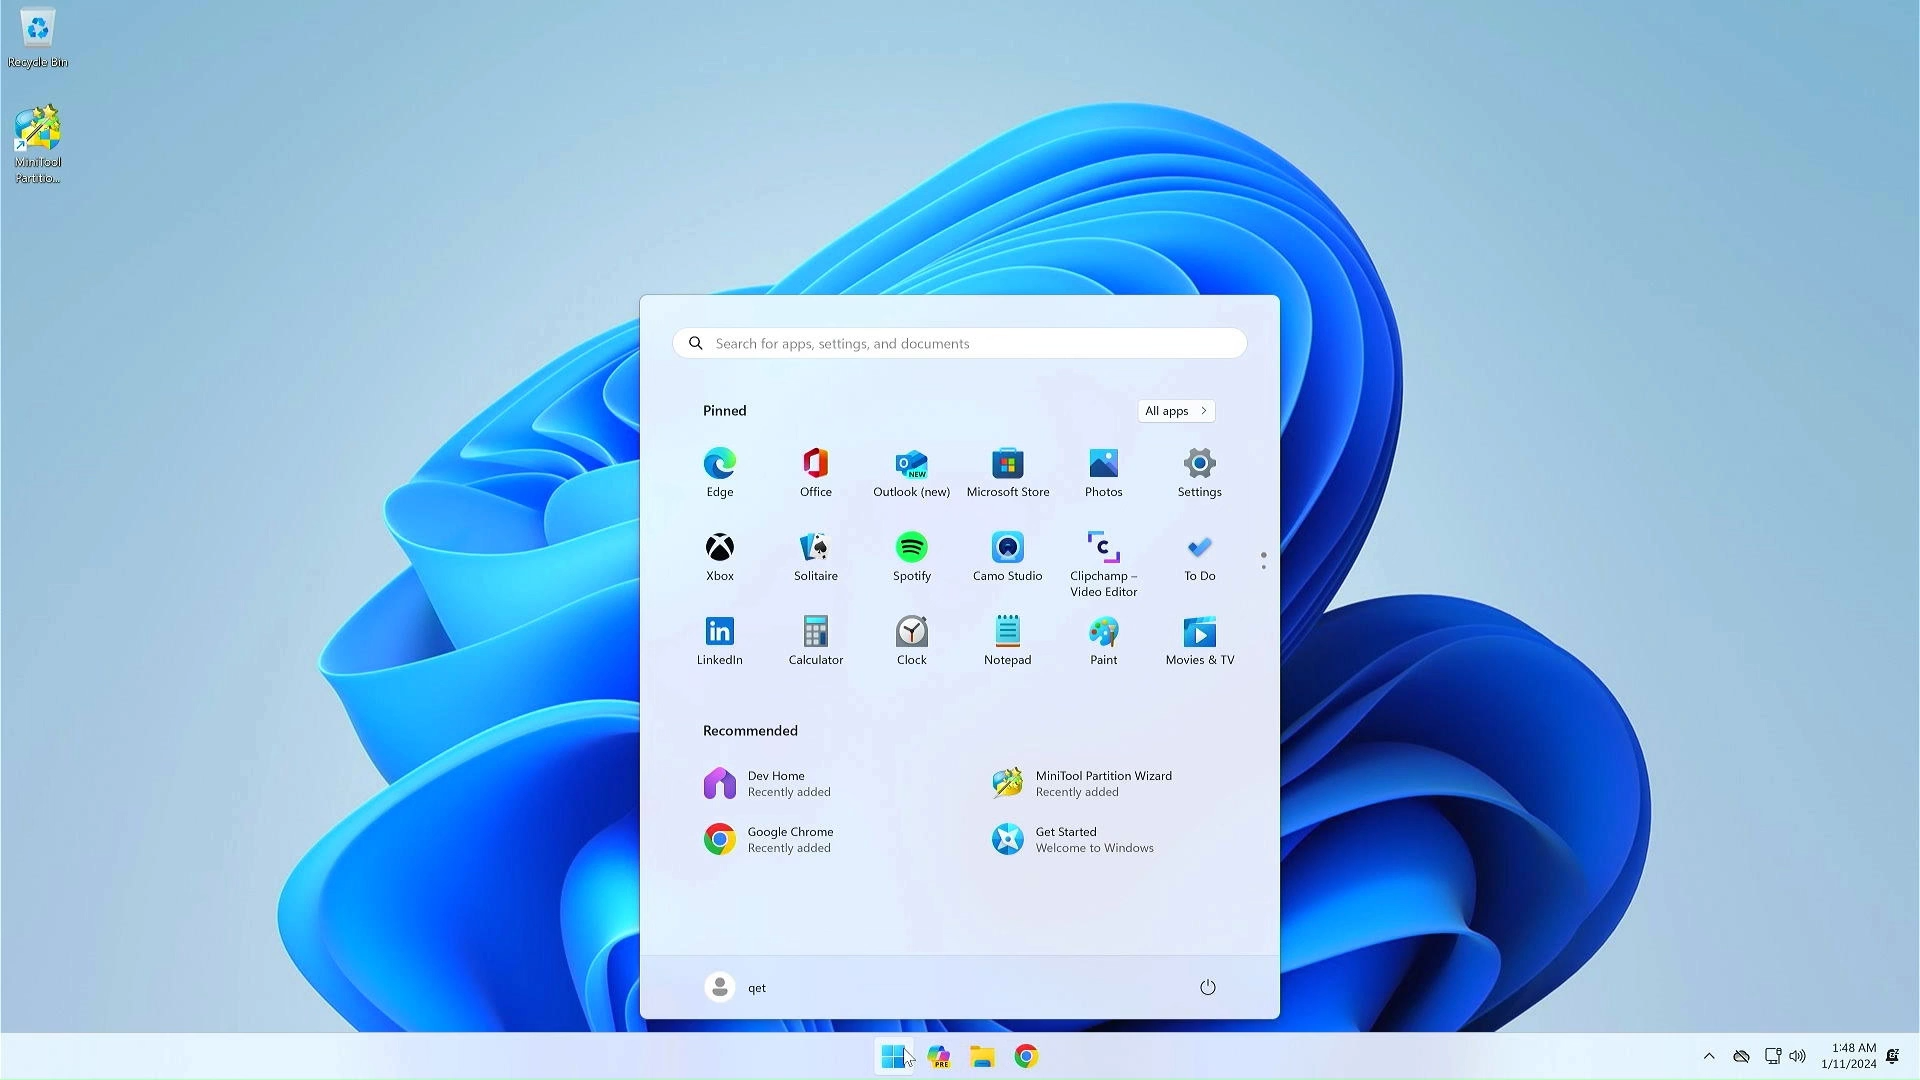 Recycle Bin
MiniTool
Partitio...
Search for apps, settings, and documents
Pinned
All apps
Edge
Office
NEW
Outlook (new)
Microsoft Store
Photos
Settings
Xbox
Solitaire
Spotify
Camo Studio
Clipchamp –
Video Editor
To Do
in
LinkedIn
Calculator
Clock
Notepad
Paint
Movies & TV
Recommended
Dev Home
Recently added
MiniTool Partition Wizard
Recently added
Google Chrome
Recently added
Get Started
Welcome to Windows
qet
PRE
1:48 AM
1/11/2024